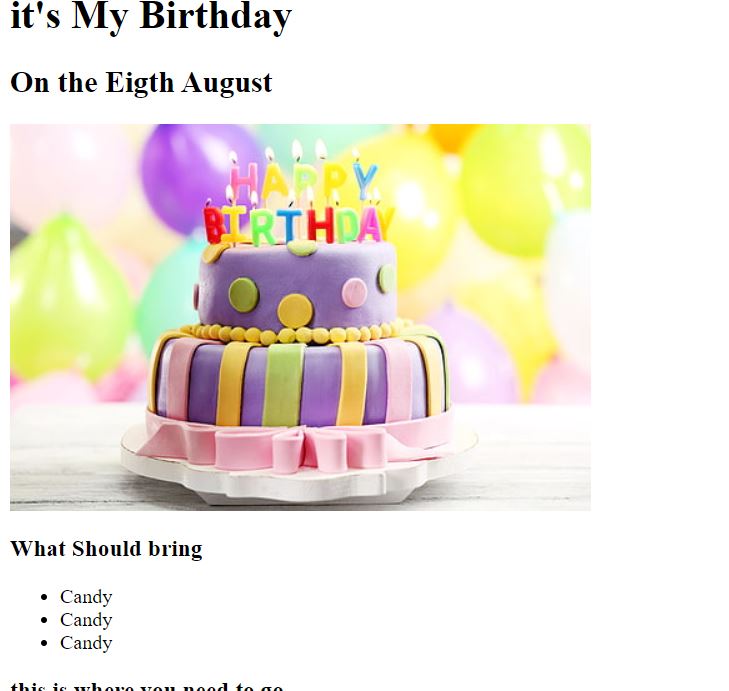 it's My Birthday
On the Eigth August
HAPPY
BIRTHDAY
What Should bring
Candy
Candy
Candy
this is where you need to go